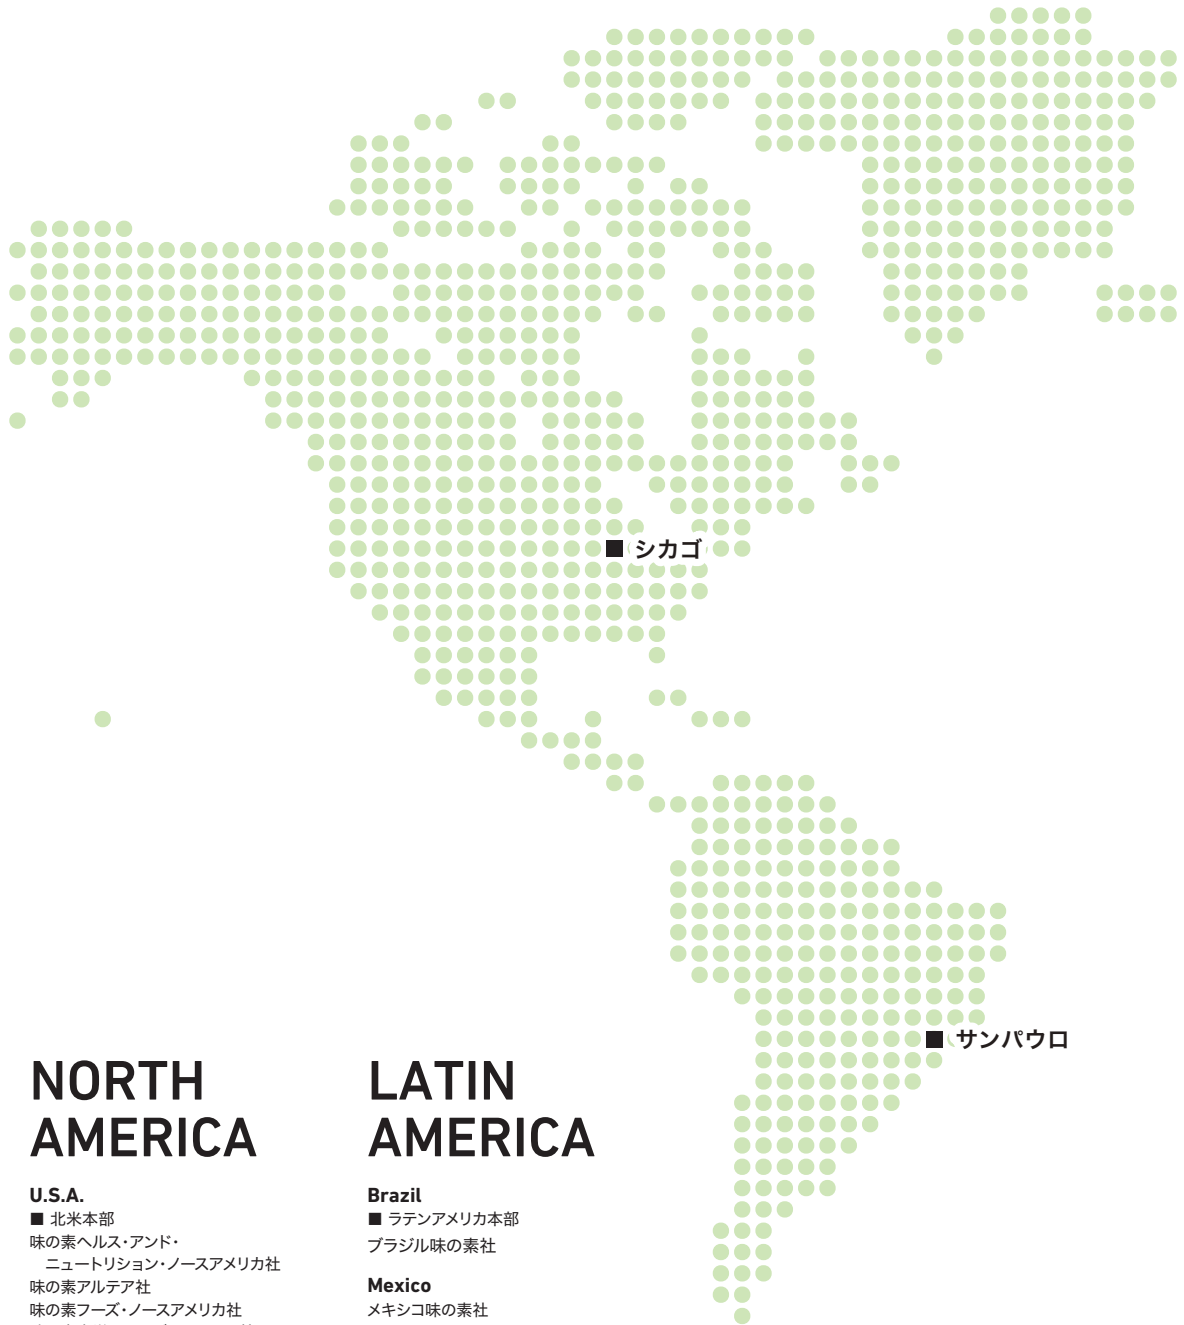 シカゴ
サンパウロ
NORTH
AMERICA
U.S.A.
■ 北米本部
味の素ヘルス・アンド・
ニュートリション・ノースアメリカ社
味の素アルテア社
味の素フーズ・ノースアメリカ社
LATIN
AMERICA
Brazil
■ ラテンアメリカ本部
ブラジル味の素社
Mexico
メキシコ味の素社